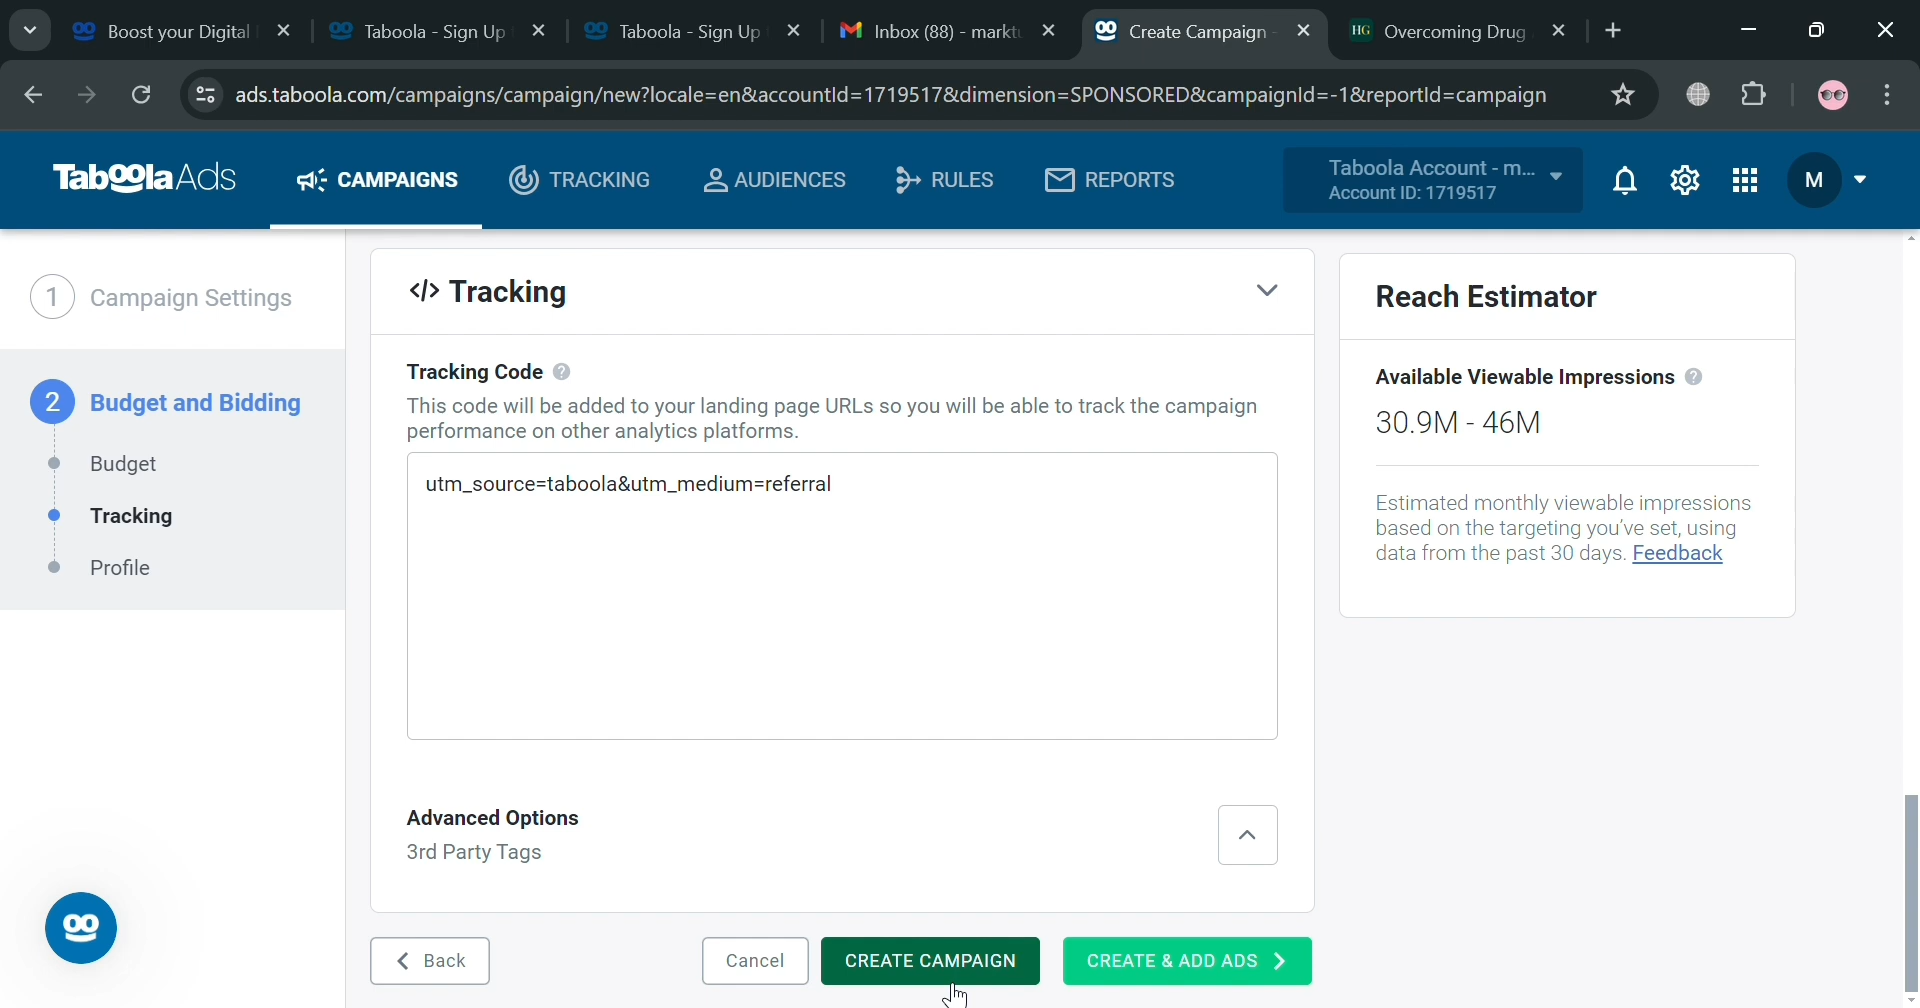 Boost your Digital
Taboola - Sign Up
Taboola - Sign Up
Inbox (88) - markt
Create Campaign -
HG Overcoming Drug
ads.taboola.com/campaigns/campaign/new?locale=en&accountId=1719517&dimension=SPONSORED&campaignId=-1&reportId=campaign
Taboola Ads
CAMPAIGNS
TRACKING
AUDIENCES
RULES
REPORTS
Taboola Account - m...
Account ID: 1719517
M
1 Campaign Settings
2 Budget and Bidding
Budget
Tracking
Profile
</> Tracking
Tracking Code ?
This code will be added to your landing page URLs so you will be able to track the campaign
performance on other analytics platforms.
utm_source=taboola&utm_medium=referral
Advanced Options
3rd Party Tags
Back
Cancel
CREATE CAMPAIGN
CREATE & ADD ADS
Reach Estimator
Available Viewable Impressions ?
30.9M - 46M
Estimated monthly viewable impressions
based on the targeting you've set, using
data from the past 30 days. Feedback